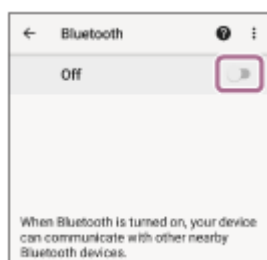 Bluetooth
Off
When Bluetooth is turned on, your device
can communicate with other nearby
Bluetooth devices.